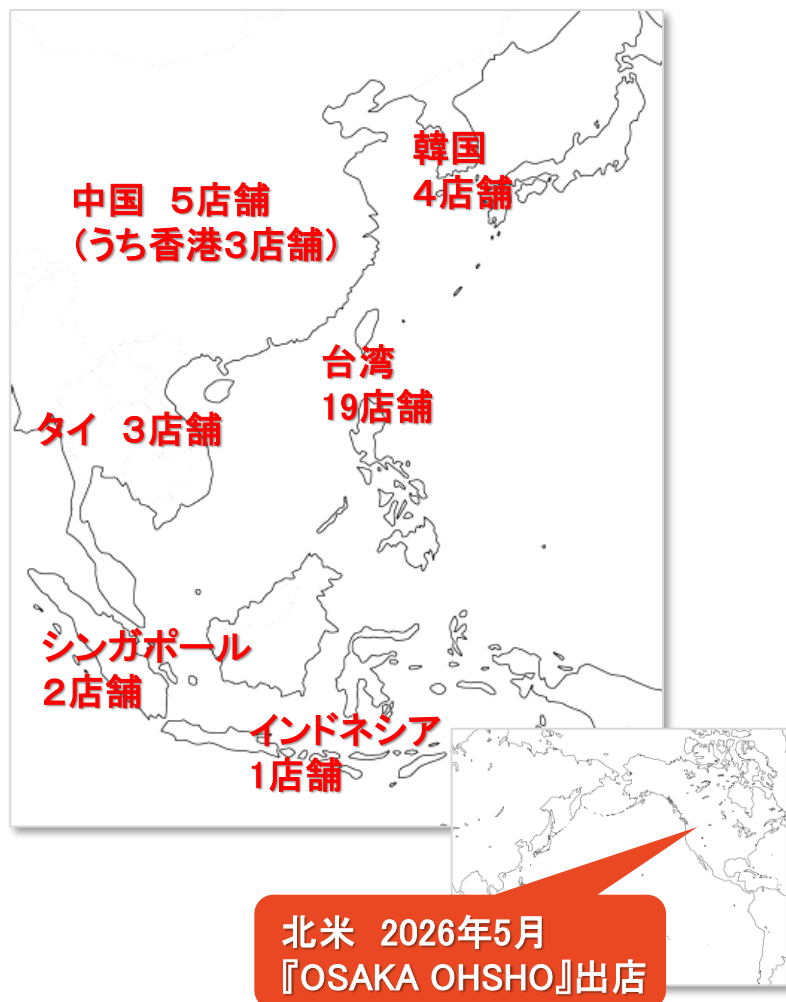 韓国
4店舗
中国　5店舗
（うち香港3店舗）
台湾
19店舗
タイ　3店舗
シンガポール
2店舗
インドネシア
1店舗
北米　2026年5月
『OSAKA OHSHO』出店